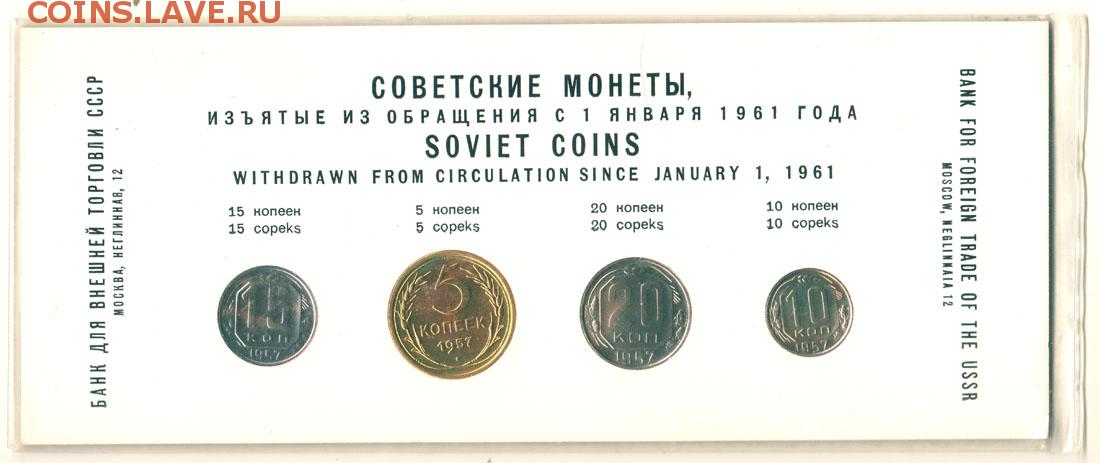 COINS.LAVE.RU
СОВЕТСКИЕ МОНЕТЫ,
ИЗЪЯТЫЕ ИЗ ОБРАЩЕНИЯ С 1 ЯНВАРЯ 1961 ГОДА
SOVIET COINS
WITHDRAWN FROM CIRCULATION SINCE JANUARY 1, 1961
БАНК ДЛЯ ВНЕШНЕЙ ТОРГОВЛИ СССР
МОСКВА, НЕГЛИННАЯ, 12
15 копеек
15 copeks
5 копеек
5 copeks
20 копеек
20 copeks
10 копеек
10 copeks
15
КОП
1957
5
КОПЕЕК
1957
20
КОП
1957
10
КОП
1957
BANK FOR FOREIGN TRADE OF THE USSR
MOSCOW, NEGLINNAIA 12